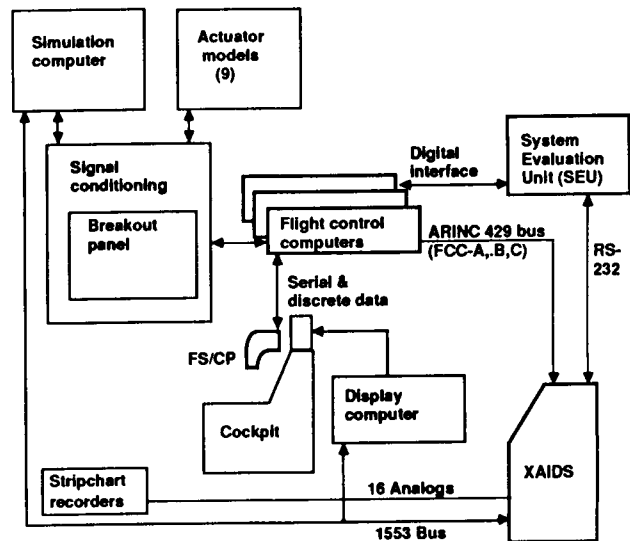 Simulation
computer
Actuator
models
(9)
Signal
conditioning
Breakout
panel
Digital
interface
System
Evaluation
Unit (SEU)
Flight control
computers
ARINC 429 bus
(FCC-A,.B,C)
RS-
232
Serial &
discrete data
FS/CP
Cockpit
Display
computer
XAIDS
Stripchart
recorders
16 Analogs
1553 Bus